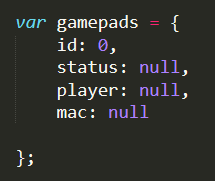 var gamepads = {
    id: 0,
    status: null,
    player: null,
    mac: null

};